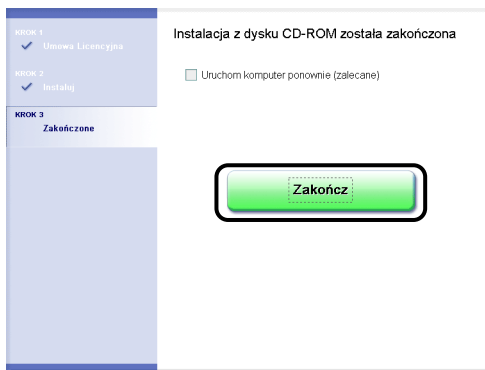 KROK 1
Umowa Licencyjna
KROK 2
Instaluj
KROK 3
Zakończone
Instalacja z dysku CD-ROM została zakończona
Uruchom komputer ponownie (zalecane)
Zakończ